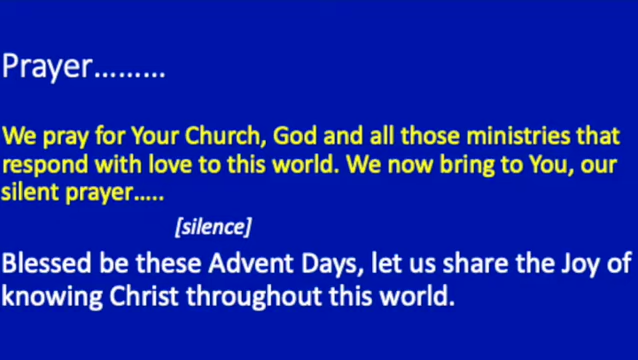 Prayer.........
We pray for Your Church, God and all those ministries that
respond with love to this world. We now bring to You, our
silent prayer.....
[silence]
Blessed be these Advent Days, let us share the Joy of
knowing Christ throughout this world.